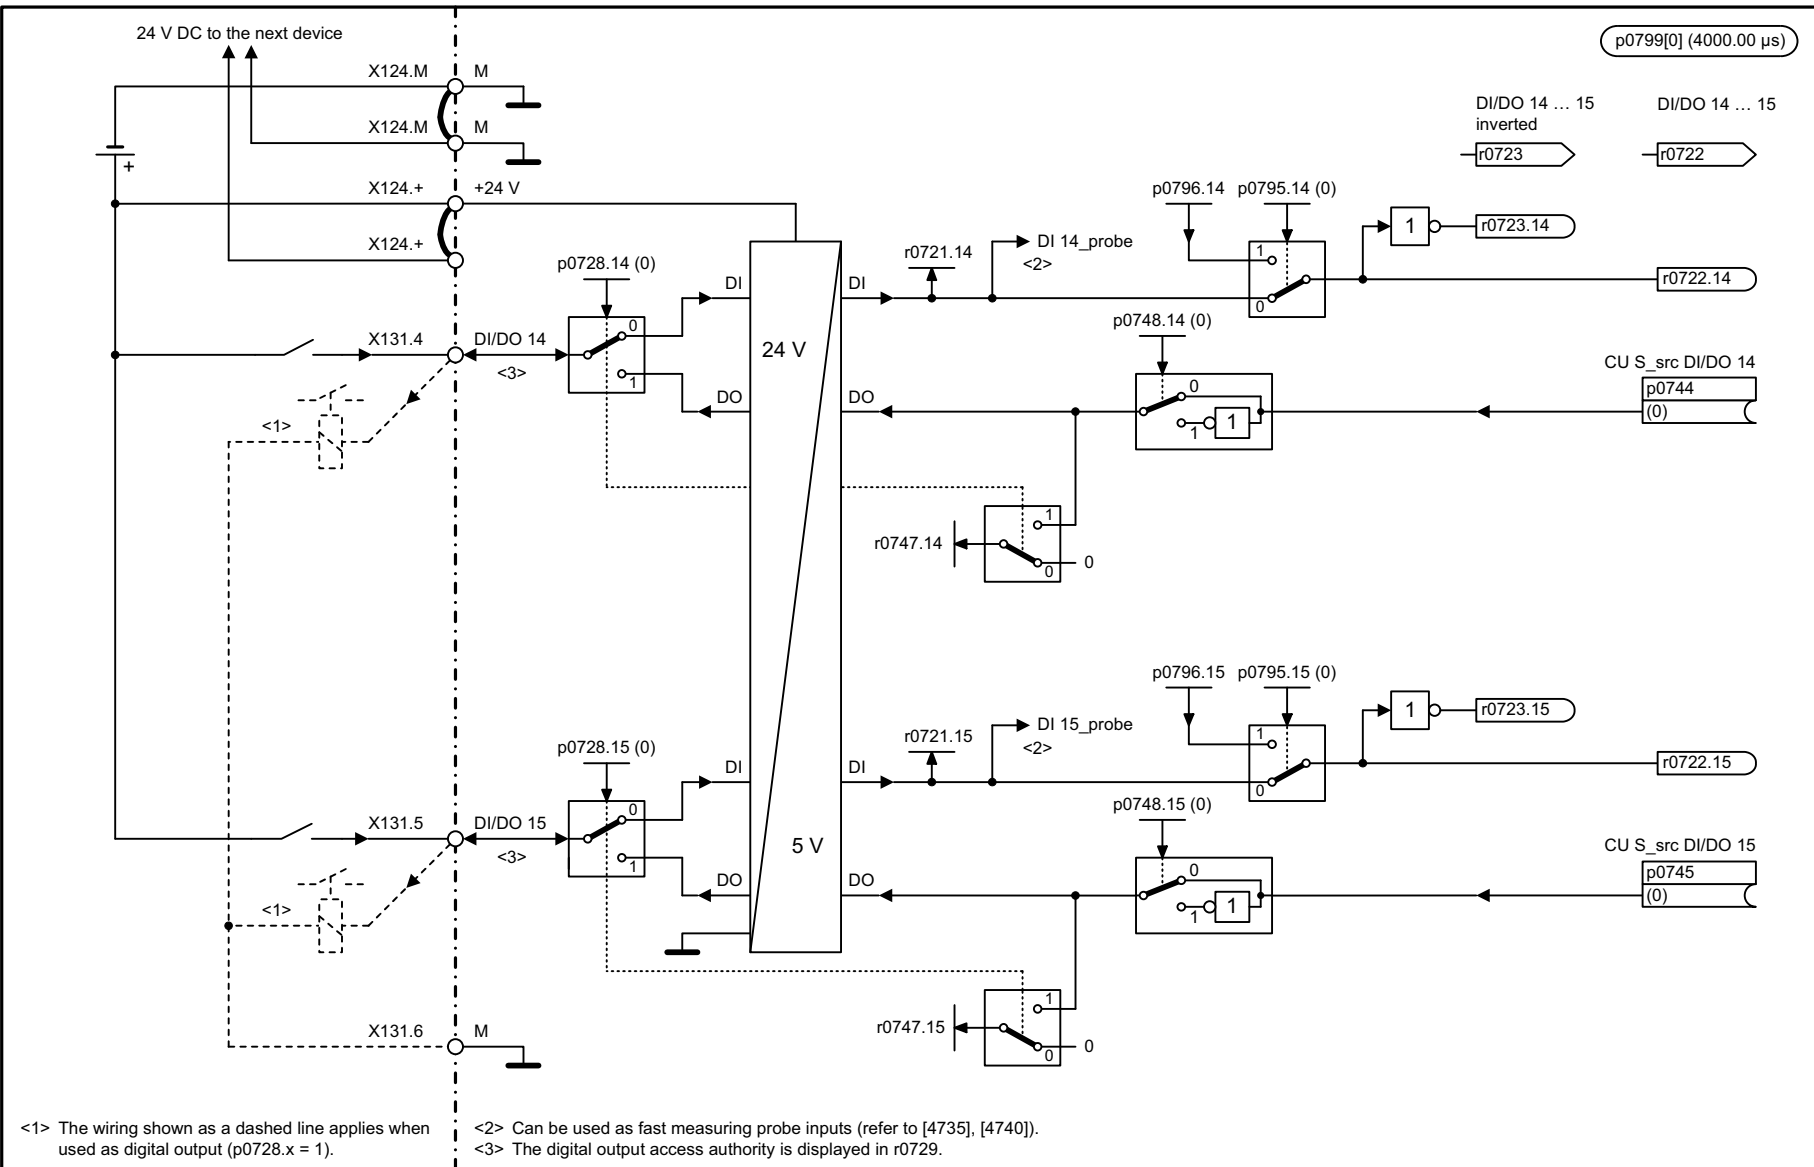 24 V DC to the next device
p0799[0] (4000.00 µs)
X124.M
M
X124.M
M
DI/DO 14 … 15
inverted
DI/DO 14 … 15
r0723
r0722
+
X124.+
+24 V
X124.+
p0796.14
p0795.14 (0)
1
0
1
r0723.14
r0722.14
p0728.14 (0)
DI
DI
r0721.14
DI 14_probe
<2>
X131.4
DI/DO 14
<3>
0
1
24 V
p0748.14 (0)
0
1
1
CU S_src DI/DO 14
p0744
(0)
DO
DO
<1>
r0747.14
1
0
0
p0796.15
p0795.15 (0)
1
0
1
r0723.15
r0722.15
p0728.15 (0)
DI
DI
r0721.15
DI 15_probe
<2>
X131.5
DI/DO 15
<3>
0
1
5 V
p0748.15 (0)
0
1
1
CU S_src DI/DO 15
p0745
(0)
DO
DO
<1>
r0747.15
1
0
0
X131.6
M
<1> The wiring shown as a dashed line applies when
used as digital output (p0728.x = 1).
<2> Can be used as fast measuring probe inputs (refer to [4735], [4740]).
<3> The digital output access authority is displayed in r0729.